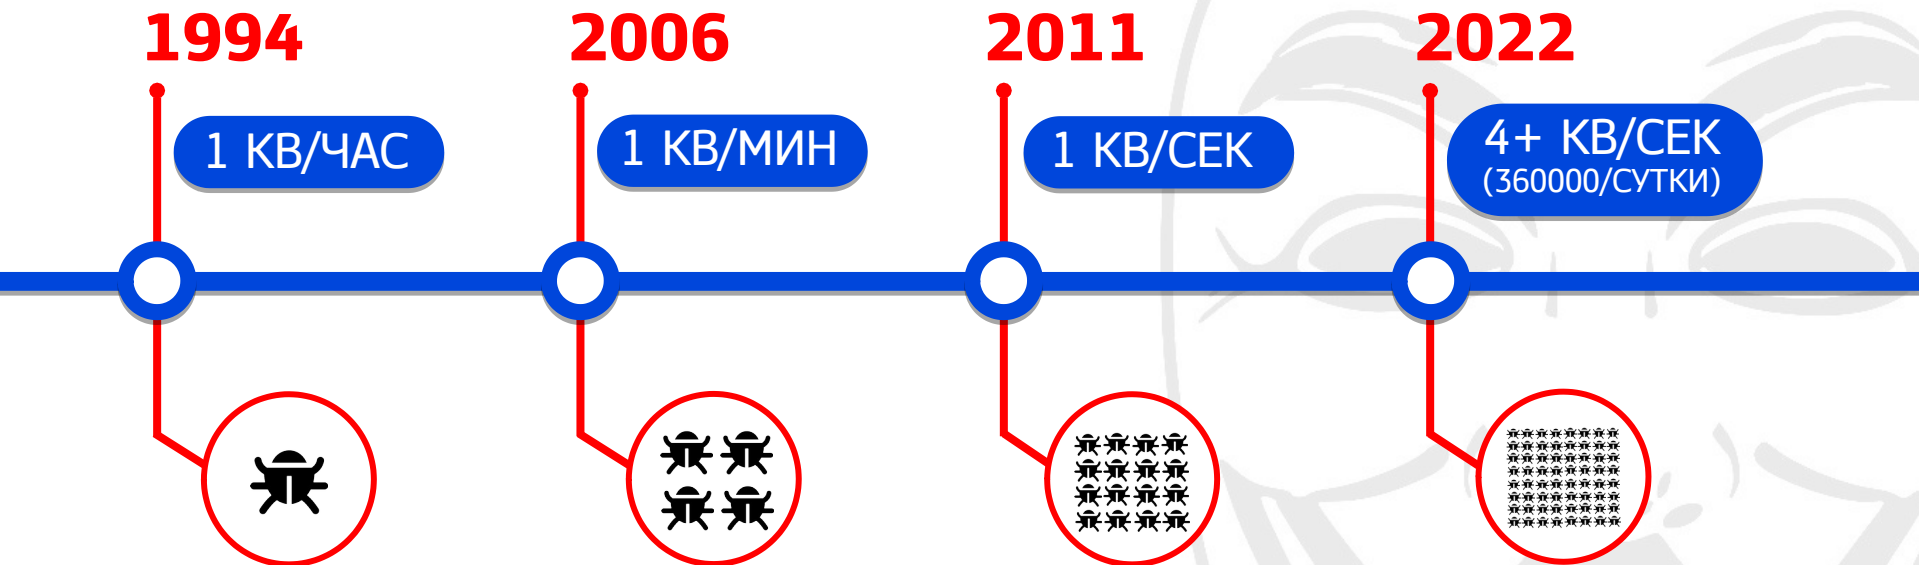 1994
2006
2011
2022
1 КВ/ЧАС
1 КВ/МИН
1 КВ/СЕК
4+ КВ/СЕК
(360000/СУТКИ)